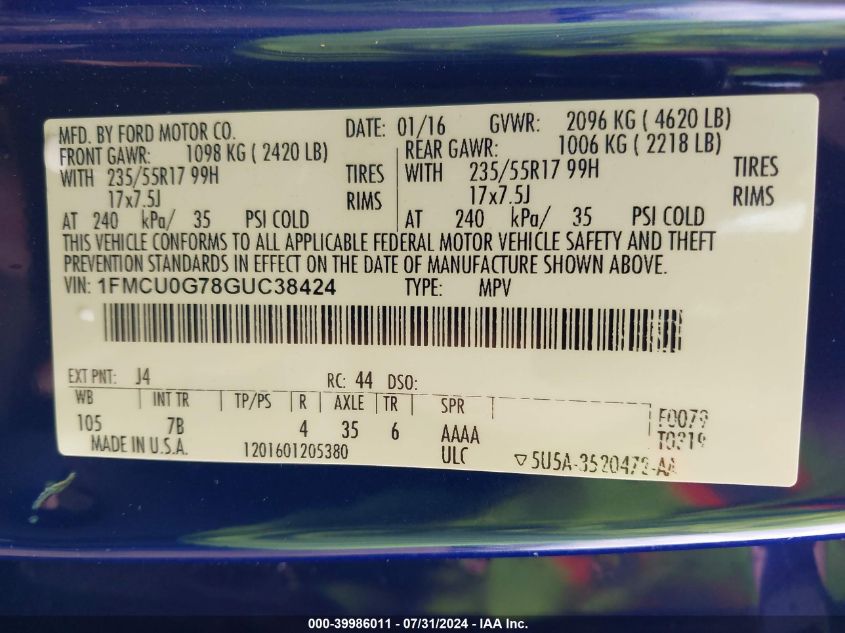 MFD. BY FORD MOTOR CO. DATE: 01/16 GVWR: 2096 KG ( 4620 LB)
FRONT GAWR: 1098 KG ( 2420 LB) REAR GAWR: 1006 KG ( 2218 LB)
WITH 235/55R17 99H TIRES WITH 235/55R17 99H TIRES
17x7.5J RIMS 17x7.5J RIMS
AT 240 kPa/ 35 PSI COLD AT 240 kPa/ 35 PSI COLD
THIS VEHICLE CONFORMS TO ALL APPLICABLE FEDERAL MOTOR VEHICLE SAFETY AND THEFT
PREVENTION STANDARDS IN EFFECT ON THE DATE OF MANUFACTURE SHOWN ABOVE.
VIN: 1FMCU0G78GUC38424 TYPE: MPV
EXT PNT: J4 RC: 44 DSO:
WB INT TR TP/PS R AXLE TR SPR
105 7B 4 35 6 AAAA
F0079
T0219
MADE IN U.S.A. 1201601205380 ULC ▽5U5A-3520472-AA
000-39986011 / 07/31/2024 - IAA Inc.